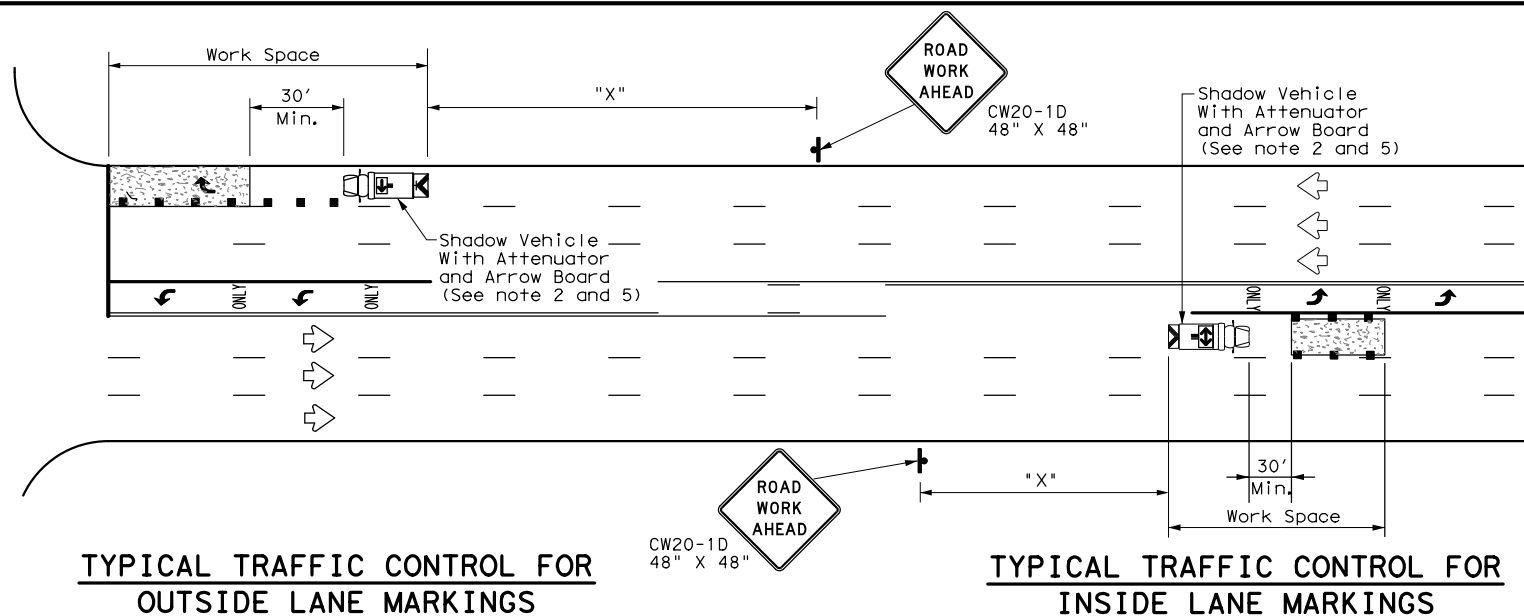 Work Space
30'
Min.
"X"
ROAD
WORK
AHEAD
CW20-1D
48" X 48"
Shadow Vehicle
With Attenuator
and Arrow Board
(See note 2 and 5)
Shadow Vehicle
With Attenuator
and Arrow Board
(See note 2 and 5)
ONLY
ONLY
ONLY
ONLY
ROAD
WORK
AHEAD
CW20-1D
48" X 48"
"X"
30'
Min.
Work Space
TYPICAL TRAFFIC CONTROL FOR
OUTSIDE LANE MARKINGS
TYPICAL TRAFFIC CONTROL FOR
INSIDE LANE MARKINGS